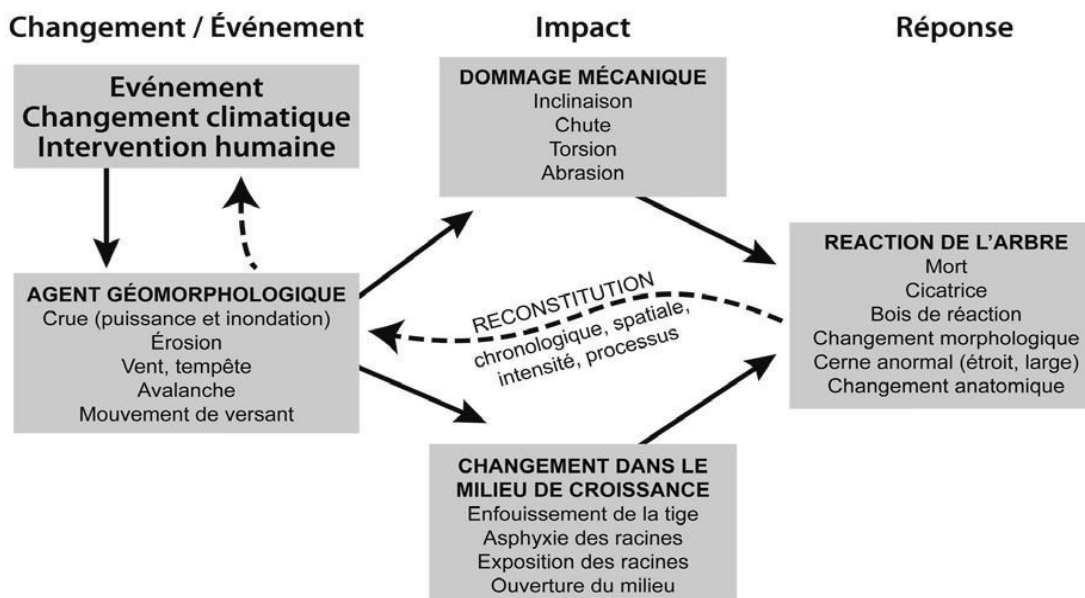 Changement / Événement
Impact
Réponse
Evénement
Changement climatique
Intervention humaine
DOMMAGE MÉCANIQUE
Inclinaison
Chute
Torsion
Abrasion
AGENT GÉOMORPHOLOGIQUE
Crue (puissance et inondation)
Érosion
Vent, tempête
Avalanche
Mouvement de versant
RECONSTITUTION
chronologique, spatiale,
intensité, processus
REACTION DE L'ARBRE
Mort
Cicatrice
Bois de réaction
Changement morphologique
Cerne anormal (étroit, large)
Changement anatomique
CHANGEMENT DANS LE
MILIEU DE CROISSANCE
Enfouissement de la tige
Asphyxie des racines
Exposition des racines
Ouverture du milieu